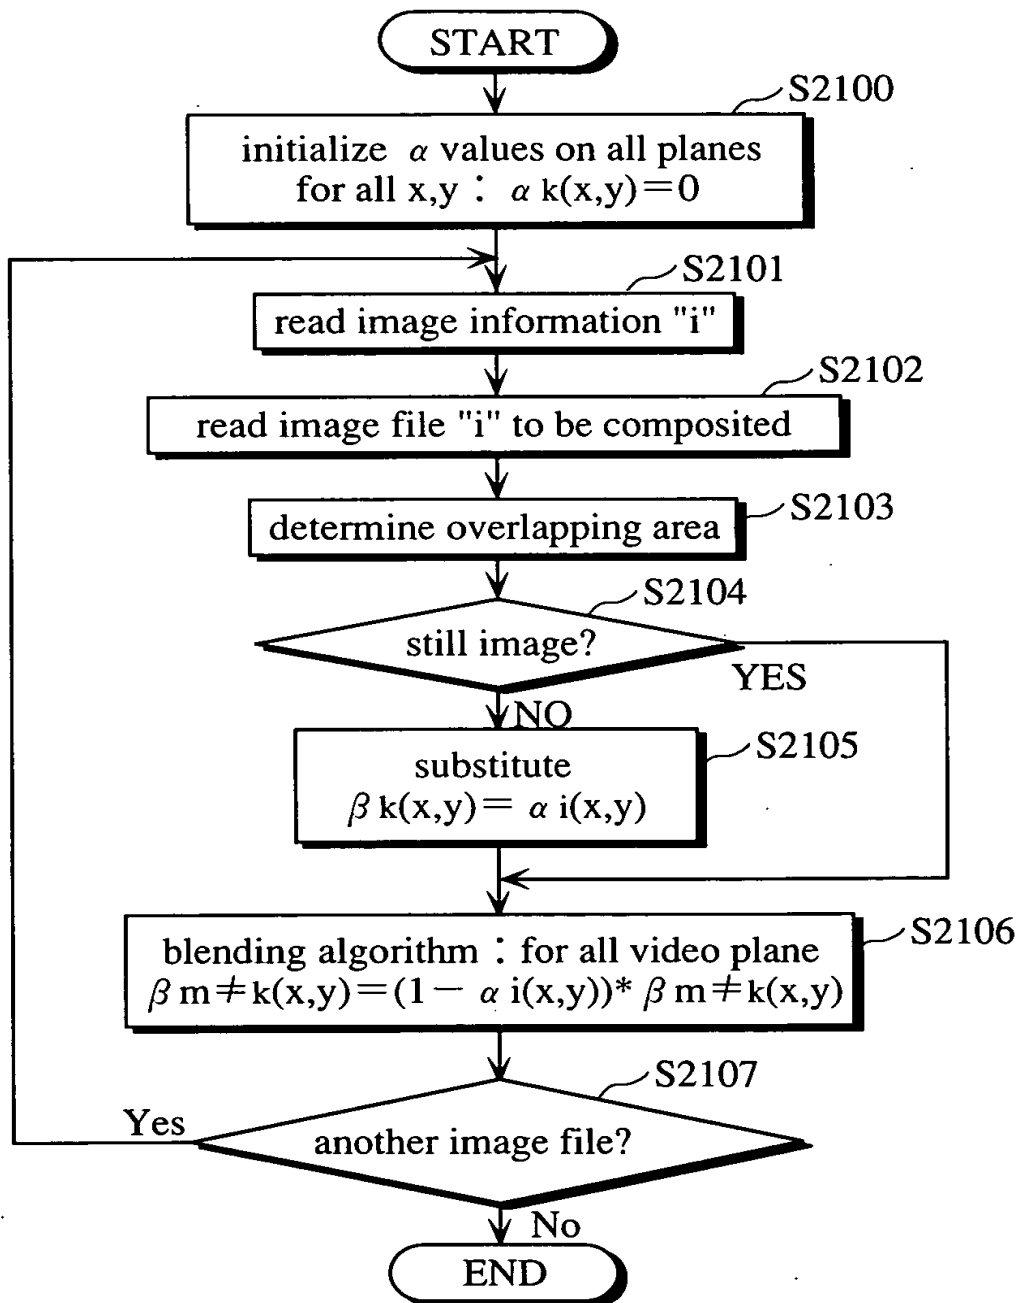 START
S2100
initialize α values on all planes
for all x,y : α k(x,y)=0
S2101
read image information "i"
S2102
read image file "i" to be composited
S2103
determine overlapping area
S2104
still image?
YES
NO
S2105
substitute
β k(x,y)= α i(x,y)
S2106
blending algorithm : for all video plane
β m≠k(x,y)=(1- α i(x,y))* β m≠k(x,y)
S2107
Yes
another image file?
No
END